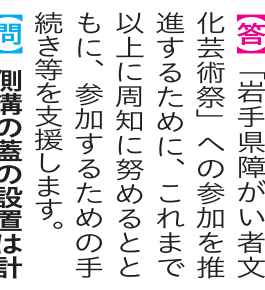 【答】「岩手県障がい者文
化芸術祭」への参加を推
進するために、これまで
以上に周知に努めるとと
もに、参加するための手
続き等を支援します。
【問】側溝の蓋の設置は計